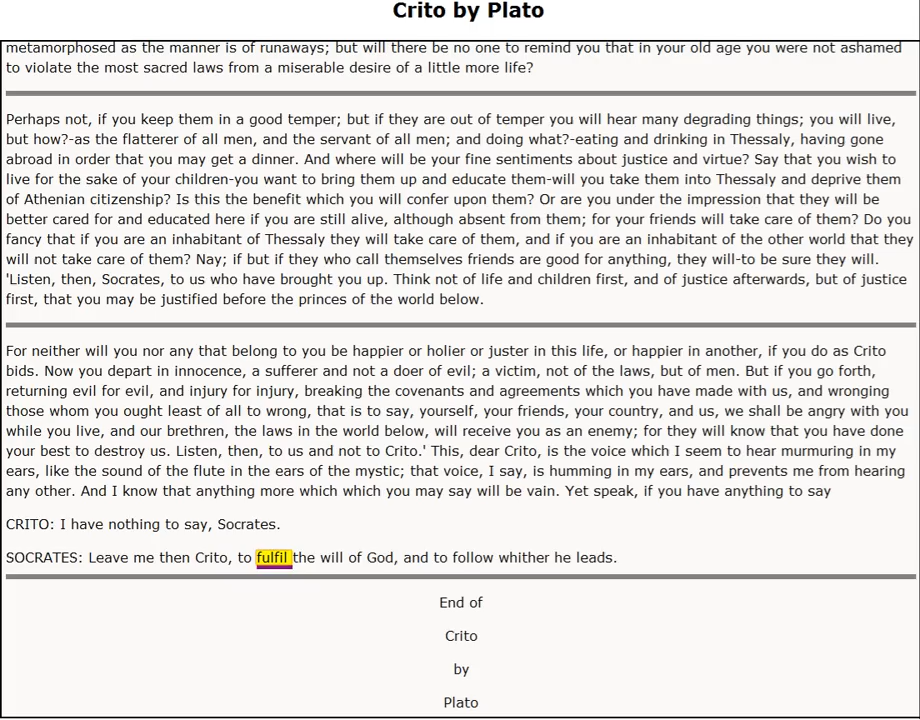 Crito by Plato
metamorphosed as the manner is of runaways; but will there be no one to remind you that in your old age you were not ashamed
to violate the most sacred laws from a miserable desire of a little more life?
Perhaps not, if you keep them in a good temper; but if they are out of temper you will hear many degrading things; you will live,
but how?-as the flatterer of all men, and the servant of all men; and doing what?-eating and drinking in Thessaly, having gone
abroad in order that you may get a dinner. And where will be your fine sentiments about justice and virtue? Say that you wish to
live for the sake of your children-you want to bring them up and educate them-will you take them into Thessaly and deprive them
of Athenian citizenship? Is this the benefit which you will confer upon them? Or are you under the impression that they will be
better cared for and educated here if you are still alive, although absent from them; for your friends will take care of them? Do you
fancy that if you are an inhabitant of Thessaly they will take care of them, and if you are an inhabitant of the other world that they
will not take care of them? Nay; if but if they who call themselves friends are good for anything, they will-to be sure they will.
'Listen, then, Socrates, to us who have brought you up. Think not of life and children first, and of justice afterwards, but of justice
first, that you may be justified before the princes of the world below.
For neither will you nor any that belong to you be happier or holier or juster in this life, or happier in another, if you do as Crito
bids. Now you depart in innocence, a sufferer and not a doer of evil; a victim, not of the laws, but of men. But if you go forth,
returning evil for evil, and injury for injury, breaking the covenants and agreements which you have made with us, and wronging
those whom you ought least of all to wrong, that is to say, yourself, your friends, your country, and us, we shall be angry with you
while you live, and our brethren, the laws in the world below, will receive you as an enemy; for they will know that you have done
your best to destroy us. Listen, then, to us and not to Crito.' This, dear Crito, is the voice which I seem to hear murmuring in my
ears, like the sound of the flute in the ears of the mystic; that voice, I say, is humming in my ears, and prevents me from hearing
any other. And I know that anything more which which you may say will be vain. Yet speak, if you have anything to say
CRITO: I have nothing to say, Socrates.
SOCRATES: Leave me then Crito, to fulfil the will of God, and to follow whither he leads.
End of
Crito
by
Plato